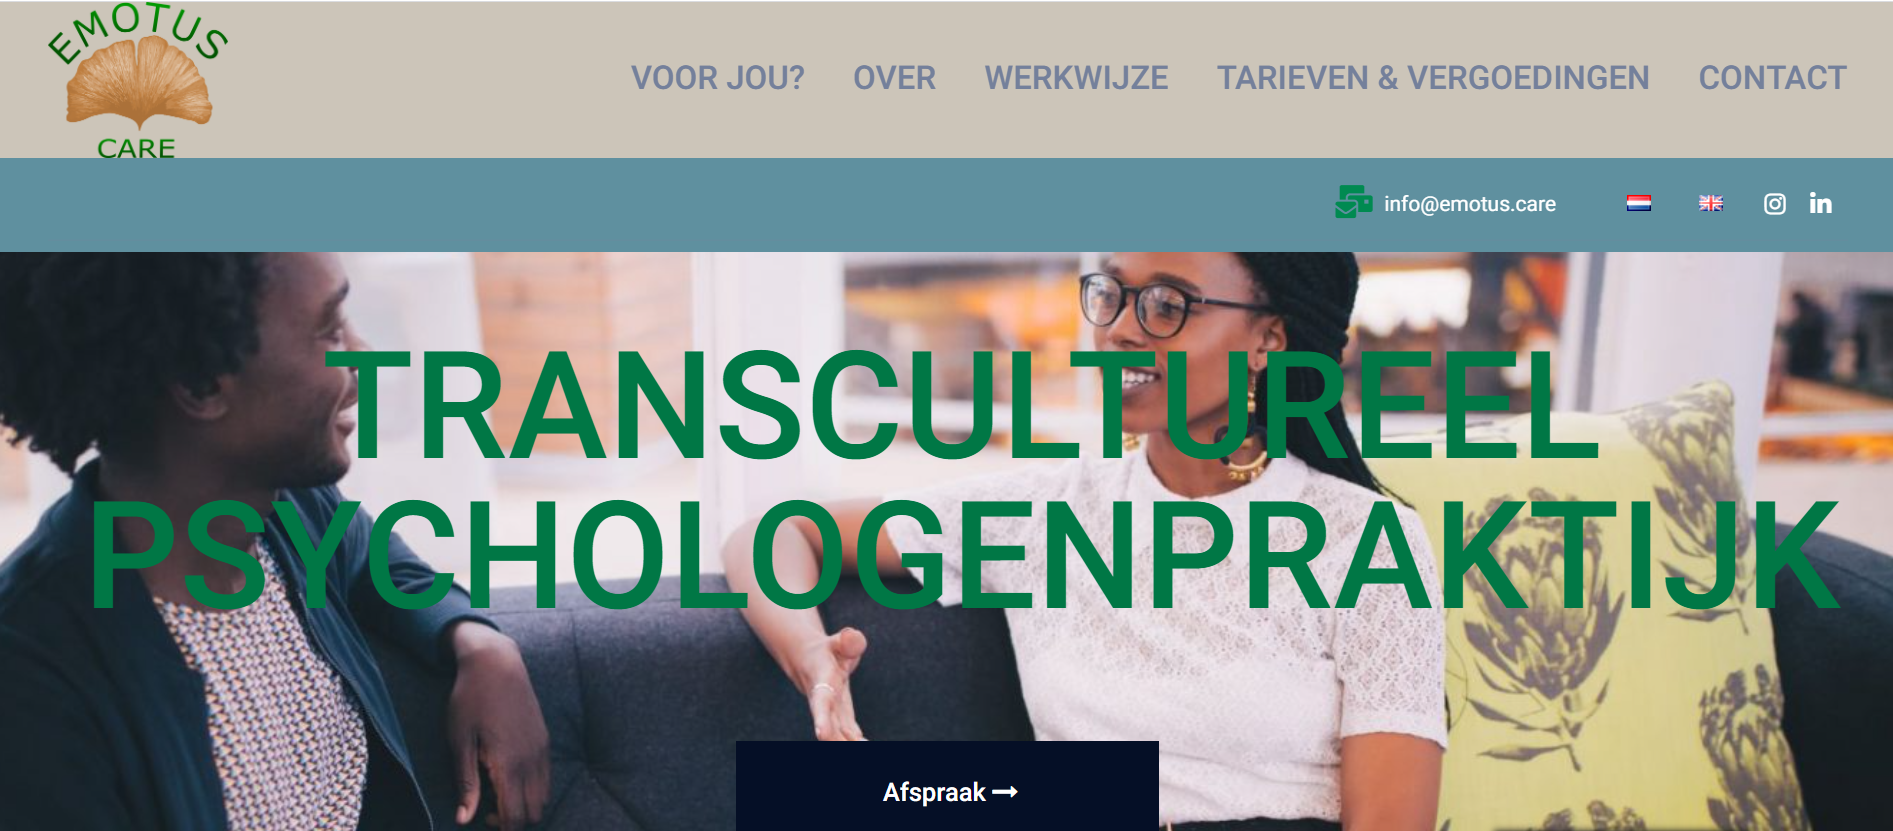 EMOTUS
CARE
VOOR JOU? OVER WERKWIJZE TARIEVEN & VERGOEDINGEN CONTACT
info@emotus.care
TRANSCULTUREEL
PSYCHOLOGENPRAKTIJK
Afspraak →